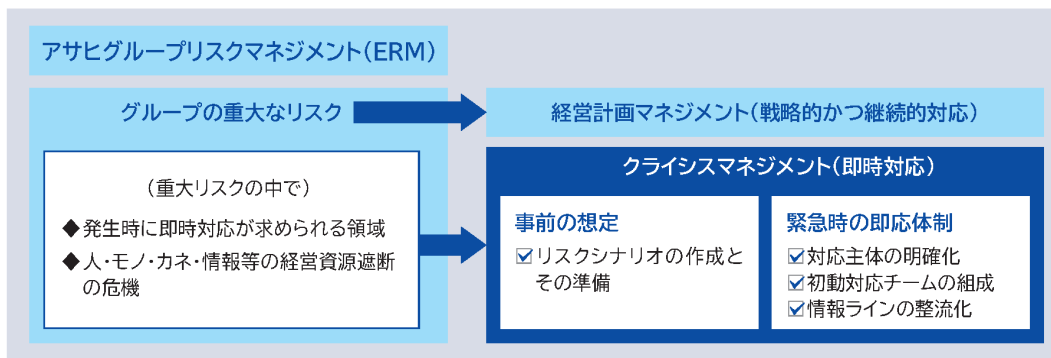 アサヒグループリスクマネジメント（ERM）
グループの重大なリスク
（重大リスクの中で）
◆発生時に即時対応が求められる領域
◆人・モノ・カネ・情報等の経営資源遮断
の危機
経営計画マネジメント（戦略的かつ継続的対応）
クライシスマネジメント（即時対応）
事前の想定
☑リスクシナリオの作成と
その準備
緊急時の即応体制
☑対応主体の明確化
☑初動対応チームの組成
☑情報ラインの整流化